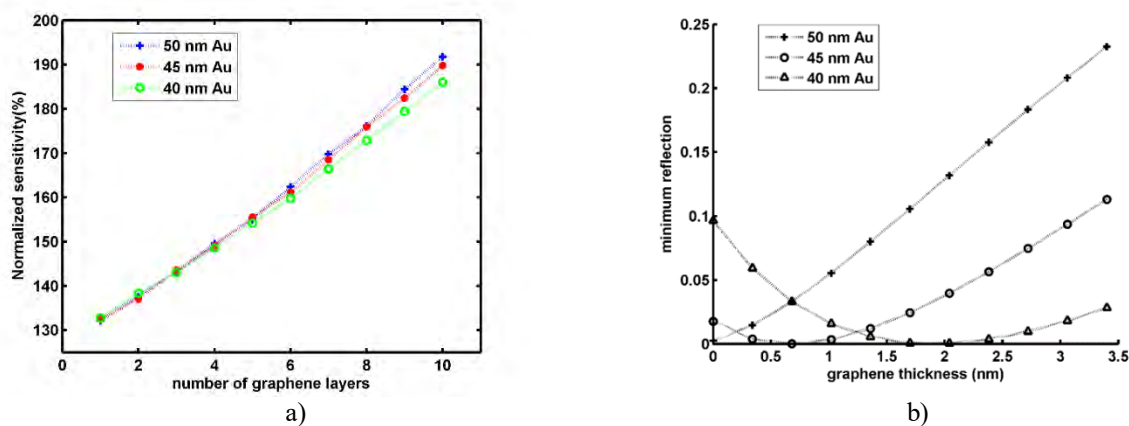 200
190
180
170
160
150
140
130
Normalized sensitivity(%)
50 nm Au
45 nm Au
40 nm Au
0 2 4 6 8 10
number of graphene layers
a)
0.25
0.2
0.15
0.1
0.05
0
minimum reflection
50 nm Au
45 nm Au
40 nm Au
0 0.5 1 1.5 2 2.5 3 3.5
graphene thickness (nm)
b)